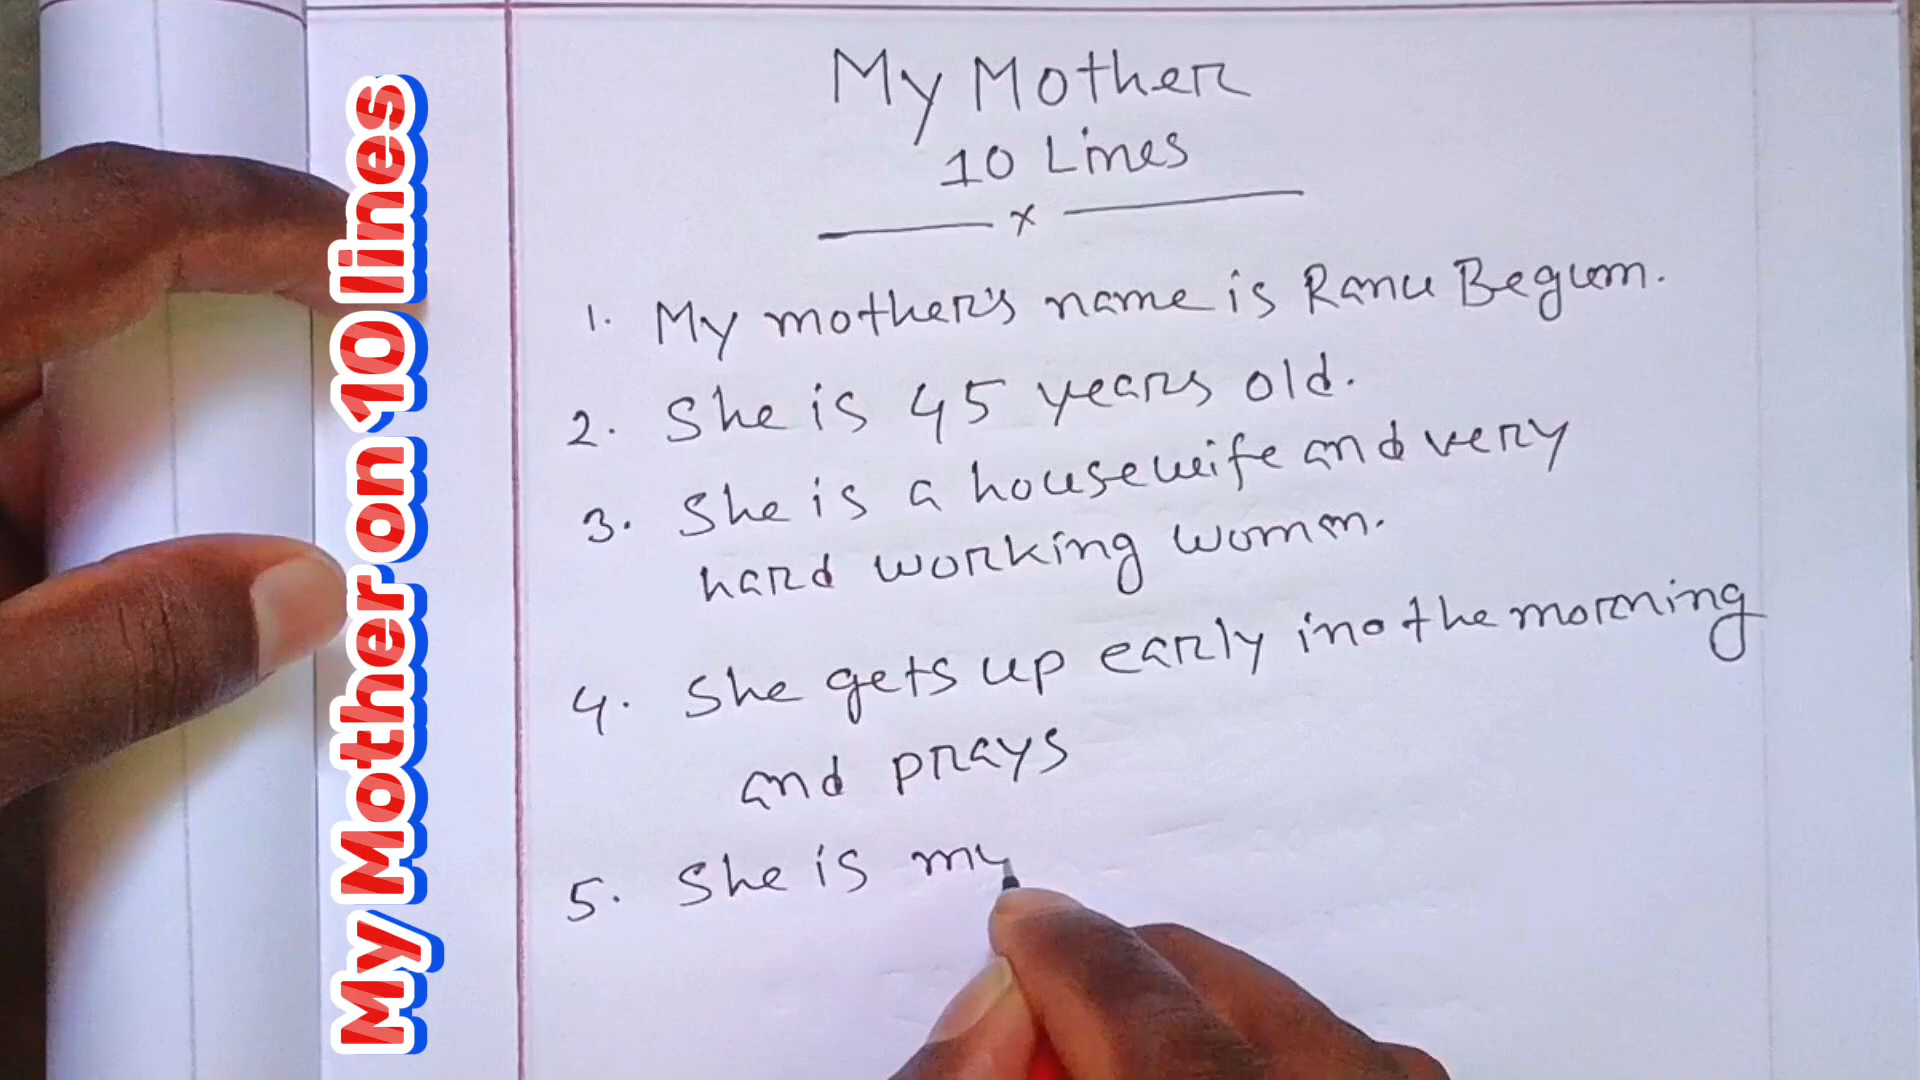 My Mother on 10 lines
My Mother
10 Lines
x
1. My mother's name is Ranu Begum.
2. She is 45 years old.
3. She is a housewife and very
hard working woman.
4. She gets up early in the morning
and prays
5. She is my